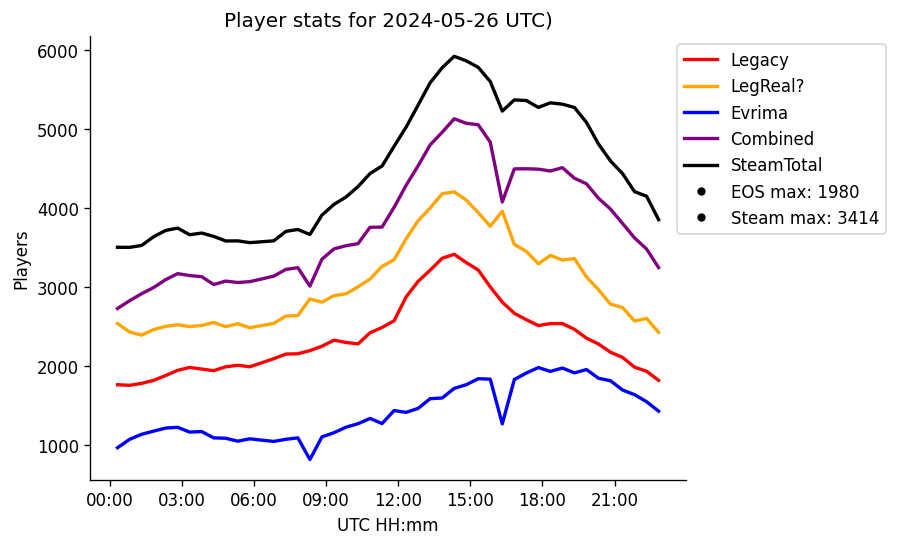 Player stats for 2024-05-26 UTC)
6000
5000
4000
3000
2000
1000
Players
00:00 03:00 06:00 09:00 12:00 15:00 18:00 21:00
UTC HH:mm
Legacy
LegReal?
Evrima
Combined
SteamTotal
EOS max: 1980
Steam max: 3414